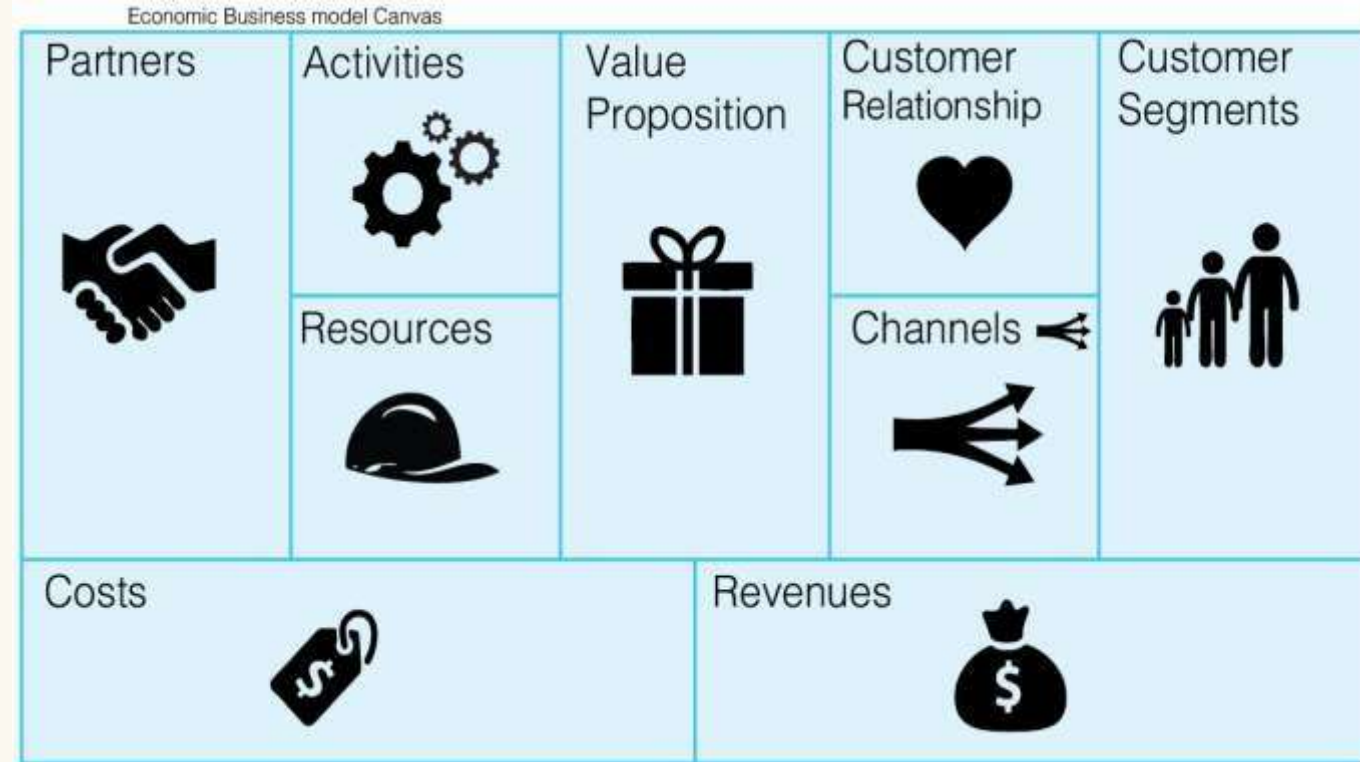 Economic Business model Canvas
Partners
Activities
Value
Proposition
Customer
Relationship
Customer
Segments
Resources
Channels
Costs
$
Revenues
$